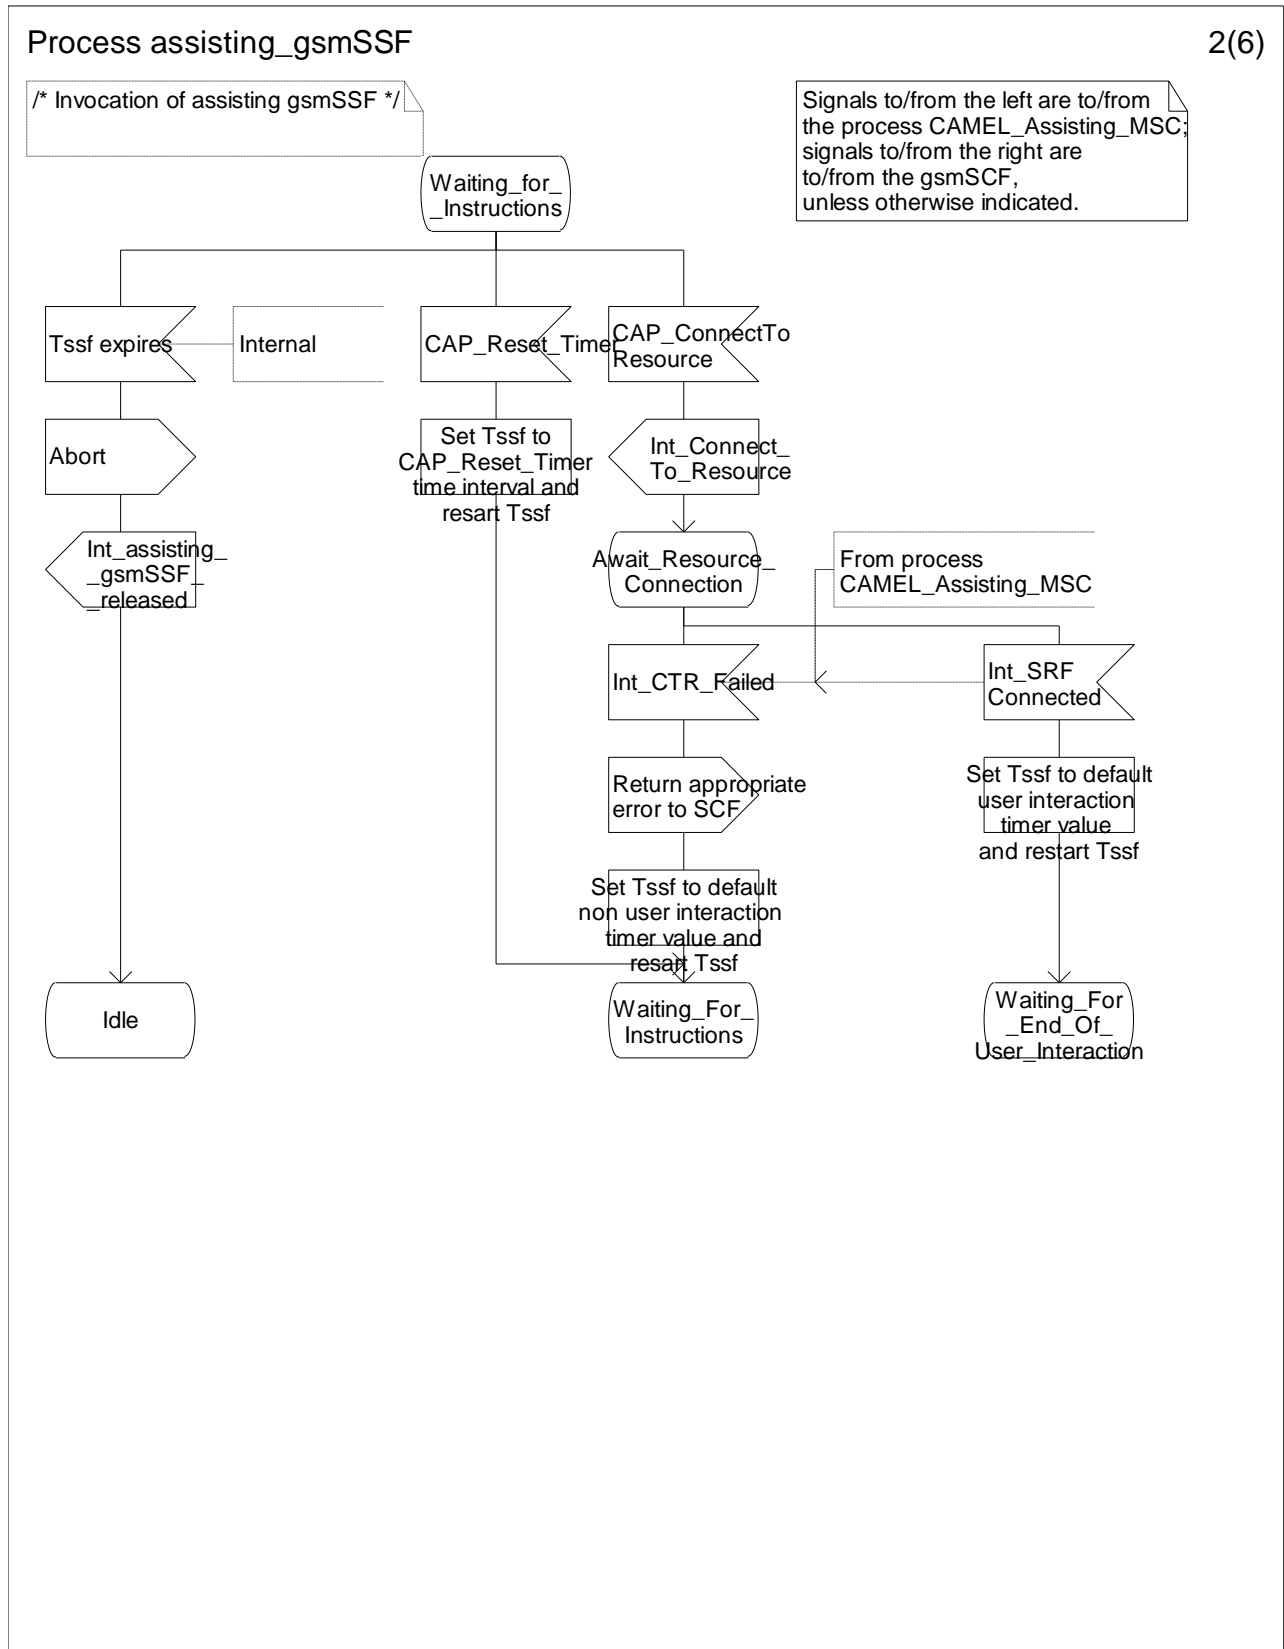 Process assisting_gsmSSF
2(6)
/* Invocation of assisting gsmSSF */
Signals to/from the left are to/from
the process CAMEL_Assisting_MSC;
signals to/from the right are
to/from the gsmSCF,
unless otherwise indicated.
Waiting_for_
_Instructions
Tssf expires
Internal
CAP_Reset_Timer
CAP_ConnectTo
Resource
Abort
Set Tssf to
CAP_Reset_Timer
time interval and
resart Tssf
Int_Connect_
To_Resource
Int_assisting_
_gsmSSF_
_released
Await_Resource_
Connection
From process
CAMEL_Assisting_MSC
Int_CTR_Failed
Int_SRF
Connected
Return appropriate
error to SCF
Set Tssf to default
user interaction
timer value
and restart Tssf
Set Tssf to default
non user interaction
timer value and
resart Tssf
Idle
Waiting_For_
Instructions
Waiting_For
_End_Of_
User_Interaction